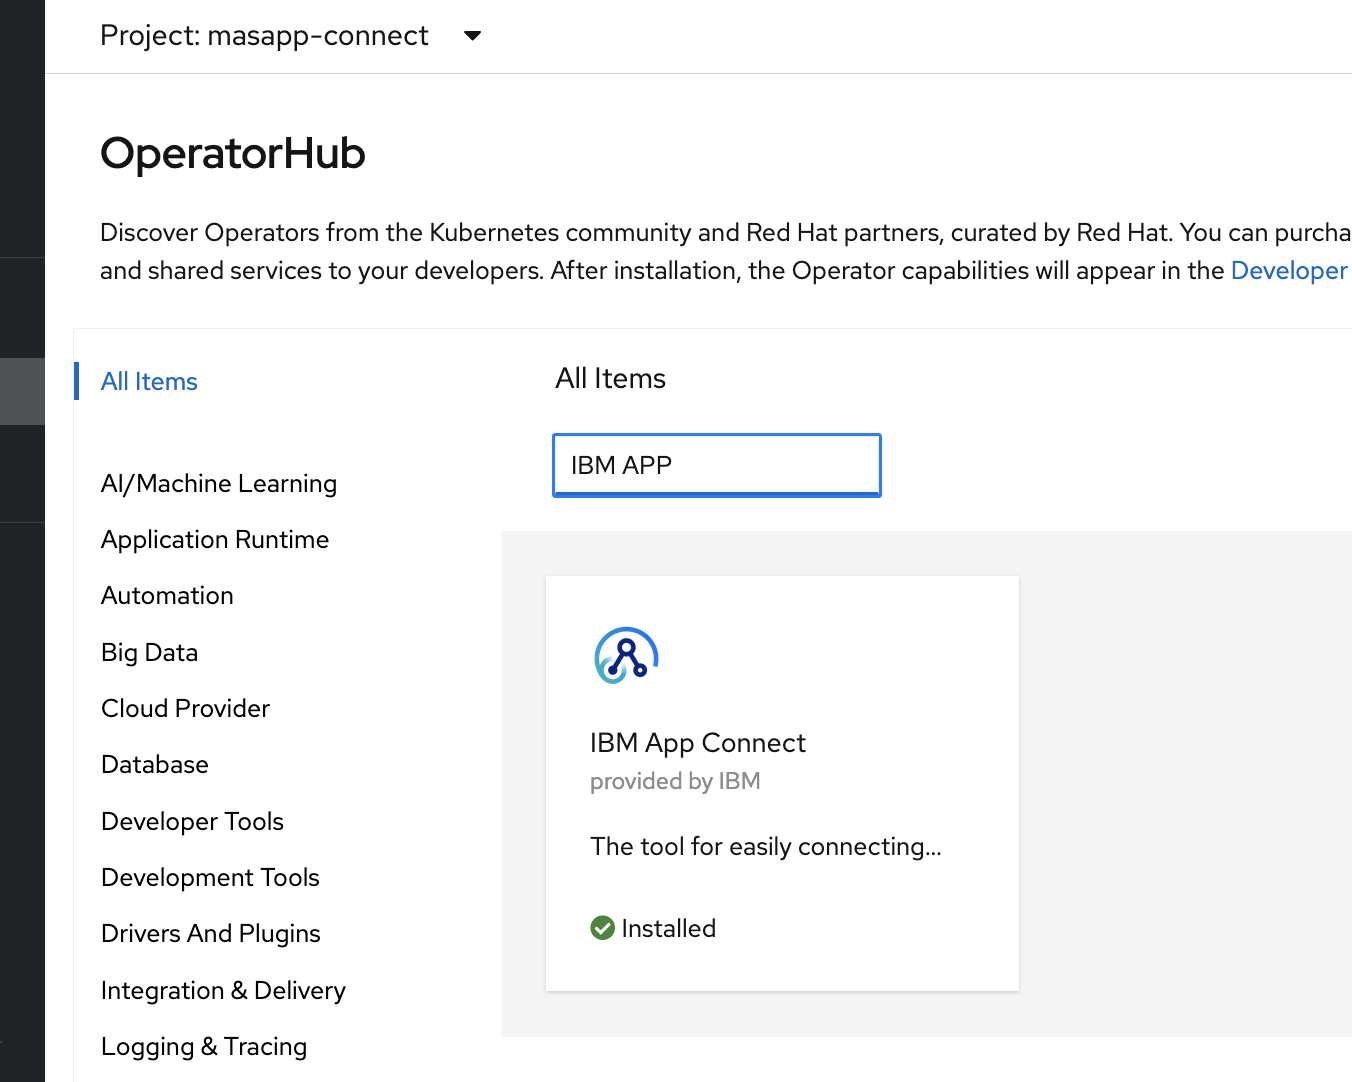 Project: masapp-connect
OperatorHub
Discover Operators from the Kubernetes community and Red Hat partners, curated by Red Hat. You can purcha
and shared services to your developers. After installation, the Operator capabilities will appear in the Developer
All Items
All Items
IBM APP
AI/Machine Learning
Application Runtime
Automation
Big Data
Cloud Provider
Database
Developer Tools
Development Tools
Drivers And Plugins
Integration & Delivery
Logging & Tracing
IBM App Connect
provided by IBM
The tool for easily connecting...
Installed